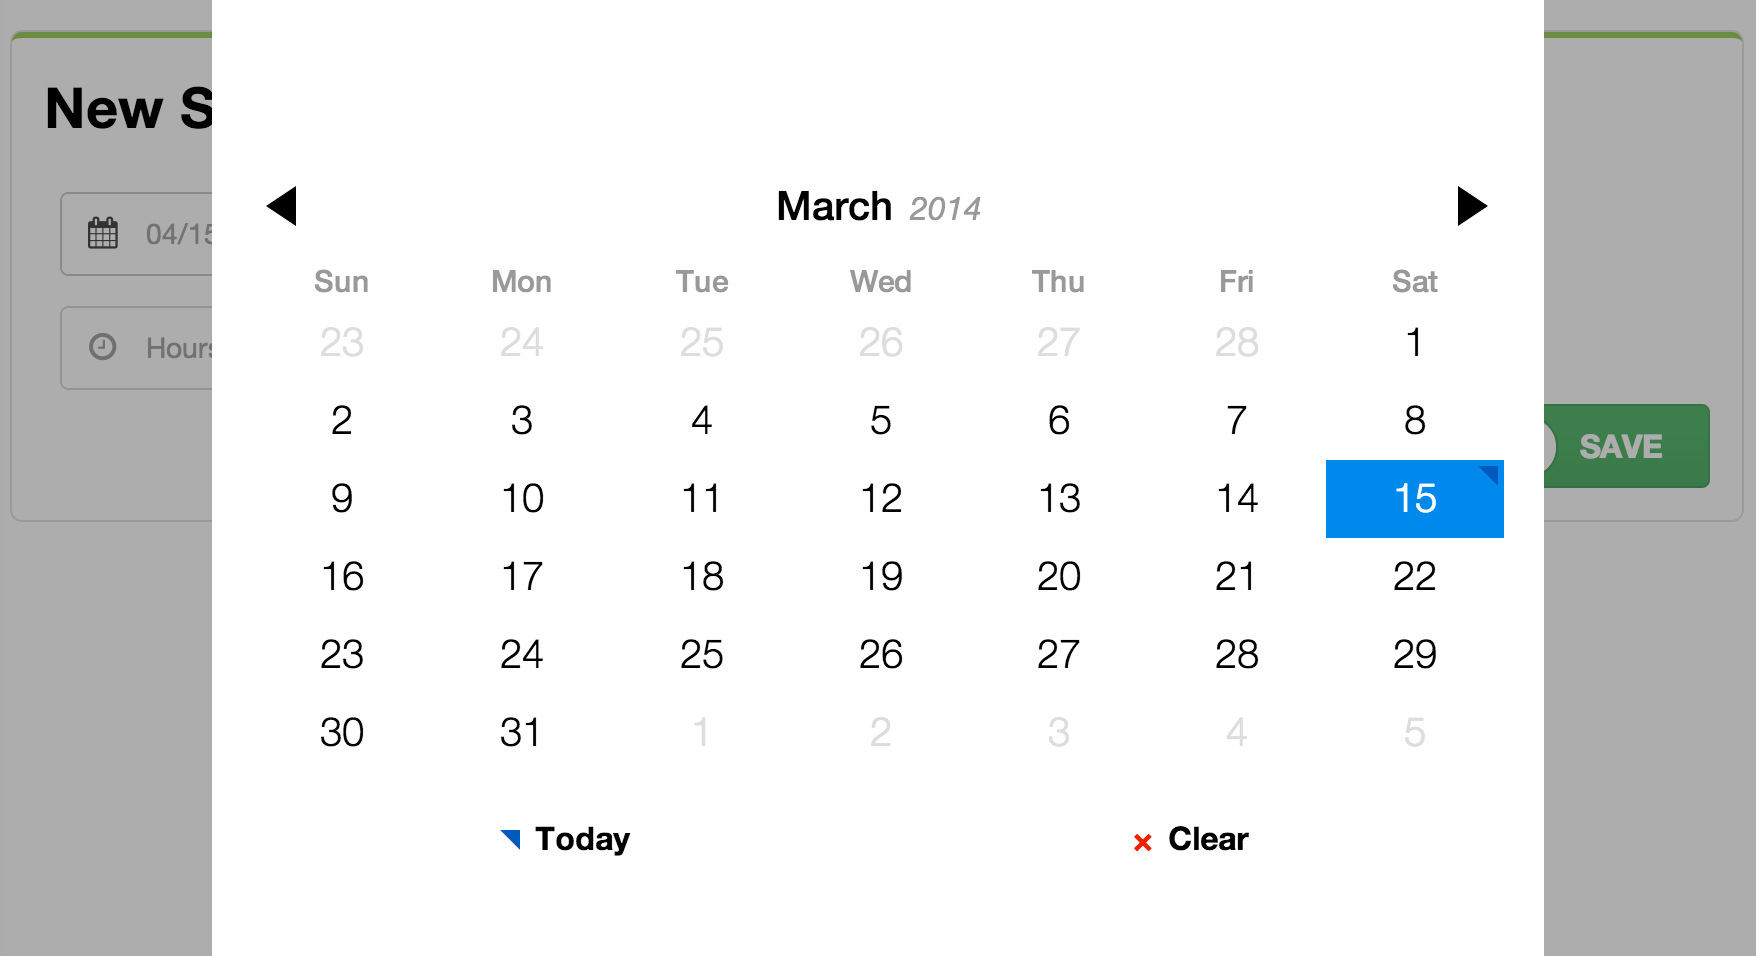 New S
March 2014
04/15
Sun Mon Tue Wed Thu Fri Sat
23 24 25 26 27 28 1
Hours
2 3 4 5 6 7 8
SAVE
9 10 11 12 13 14 15
16 17 18 19 20 21 22
23 24 25 26 27 28 29
30 31 1 2 3 4 5
Today
Clear